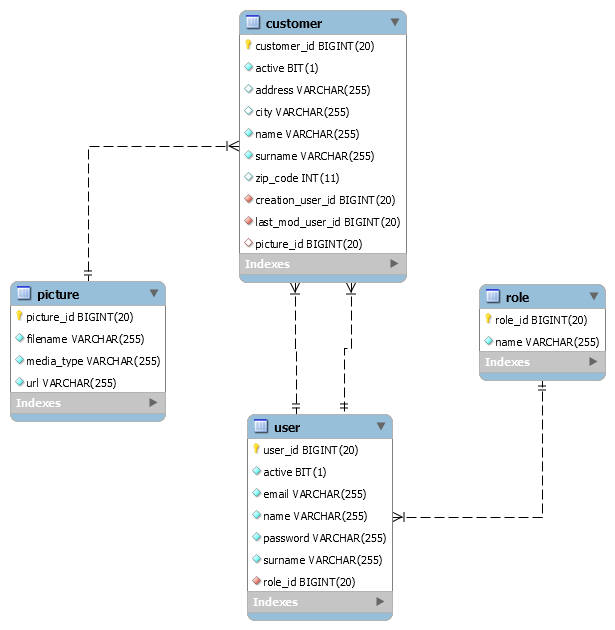 customer
customer_id BIGINT(20)
active BIT(1)
address VARCHAR(255)
city VARCHAR(255)
name VARCHAR(255)
surname VARCHAR(255)
zip_code INT(11)
creation_user_id BIGINT(20)
last_mod_user_id BIGINT(20)
picture_id BIGINT(20)
Indexes
picture
picture_id BIGINT(20)
filename VARCHAR(255)
media_type VARCHAR(255)
url VARCHAR(255)
Indexes
role
role_id BIGINT(20)
name VARCHAR(255)
Indexes
user
user_id BIGINT(20)
active BIT(1)
email VARCHAR(255)
name VARCHAR(255)
password VARCHAR(255)
surname VARCHAR(255)
role_id BIGINT(20)
Indexes